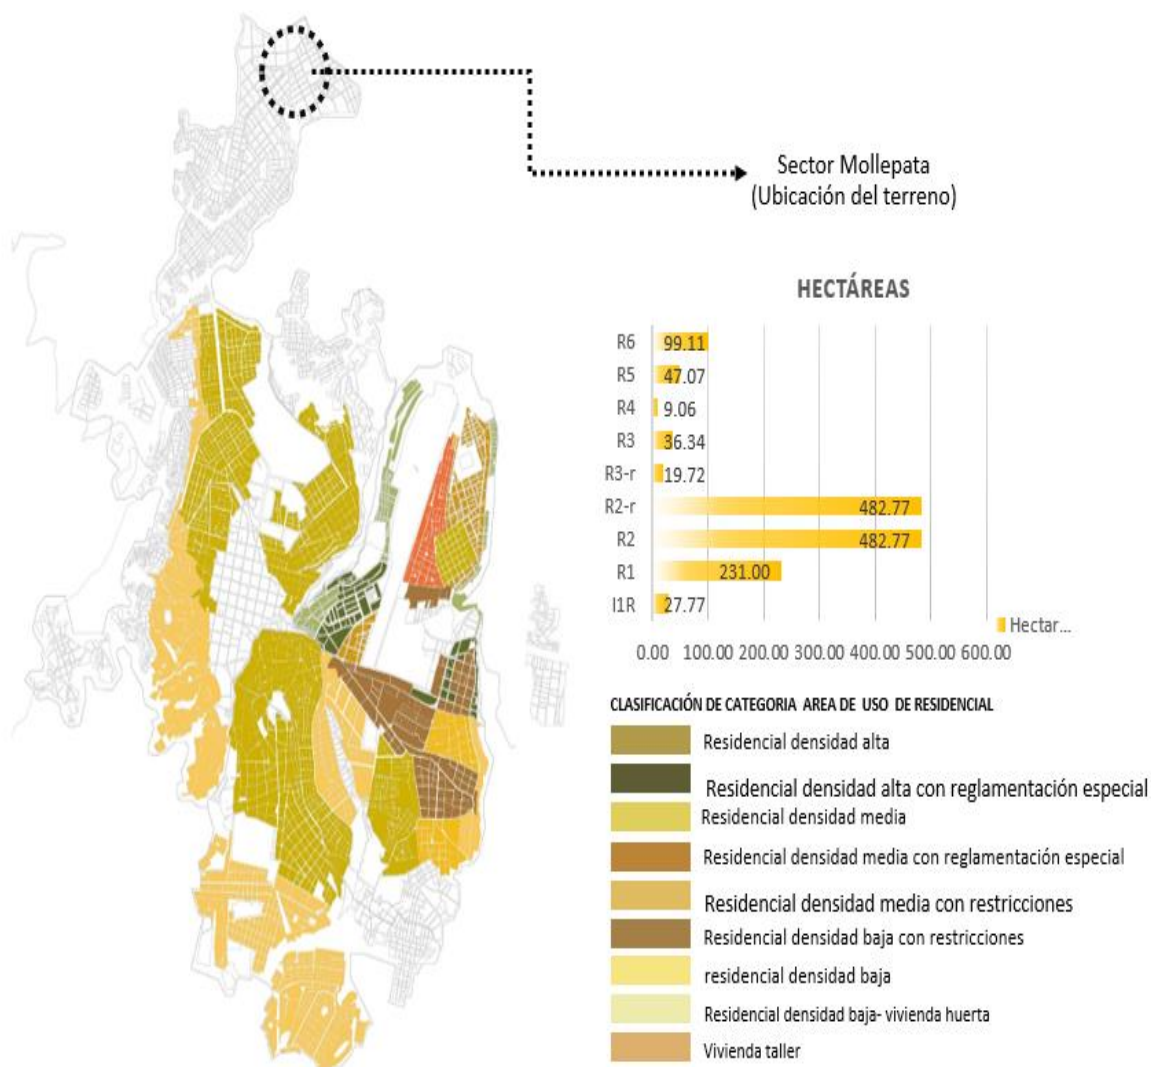 Sector Mollepata
(Ubicación del terreno)
HECTÁREAS
R6 99.11
R5 47.07
R4 9.06
R3 36.34
R3-r 19.72
R2-r 482.77
R2 482.77
R1 231.00
I1R 27.77
Hectar...
0.00 100.00 200.00 300.00 400.00 500.00 600.00
CLASIFICACIÓN DE CATEGORIA AREA DE USO DE RESIDENCIAL
Residencial densidad alta
Residencial densidad alta con reglamentación especial
Residencial densidad media
Residencial densidad media con reglamentación especial
Residencial densidad media con restricciones
Residencial densidad baja con restricciones
residencial densidad baja
Residencial densidad baja- vivienda huerta
Vivienda taller